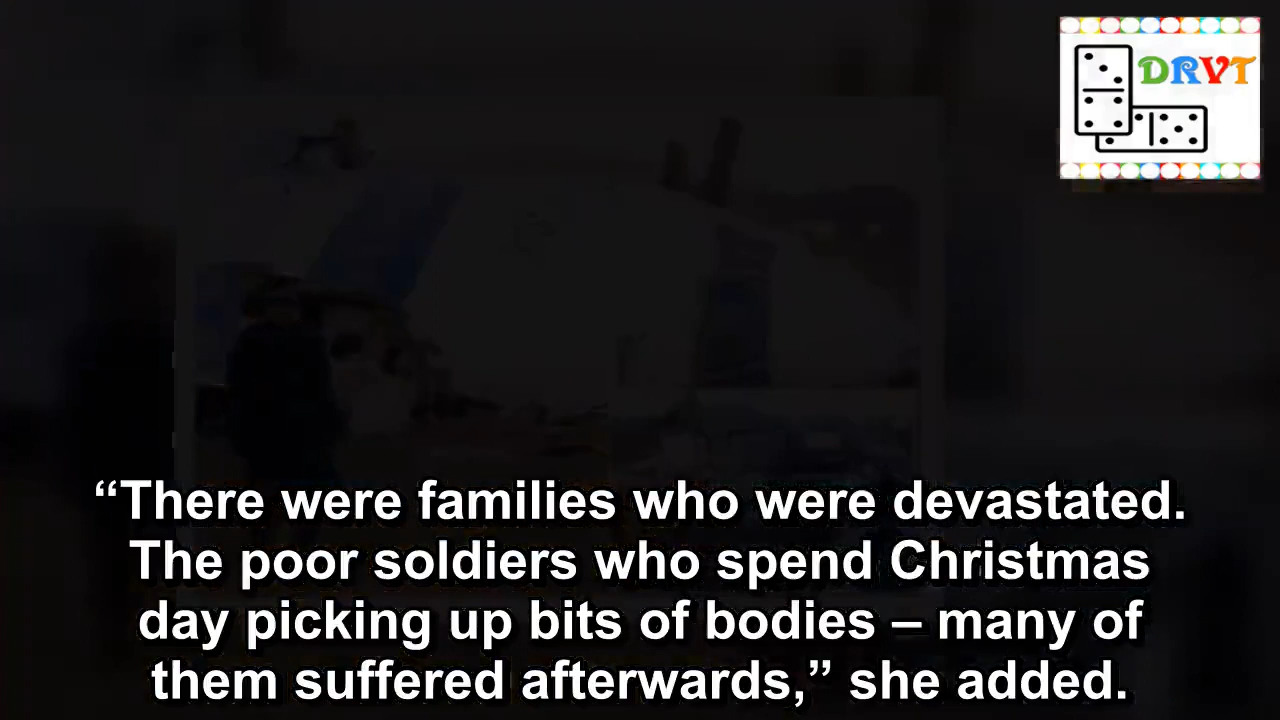 DRVT
“There were families who were devastated.
The poor soldiers who spend Christmas
day picking up bits of bodies – many of
them suffered afterwards,” she added.